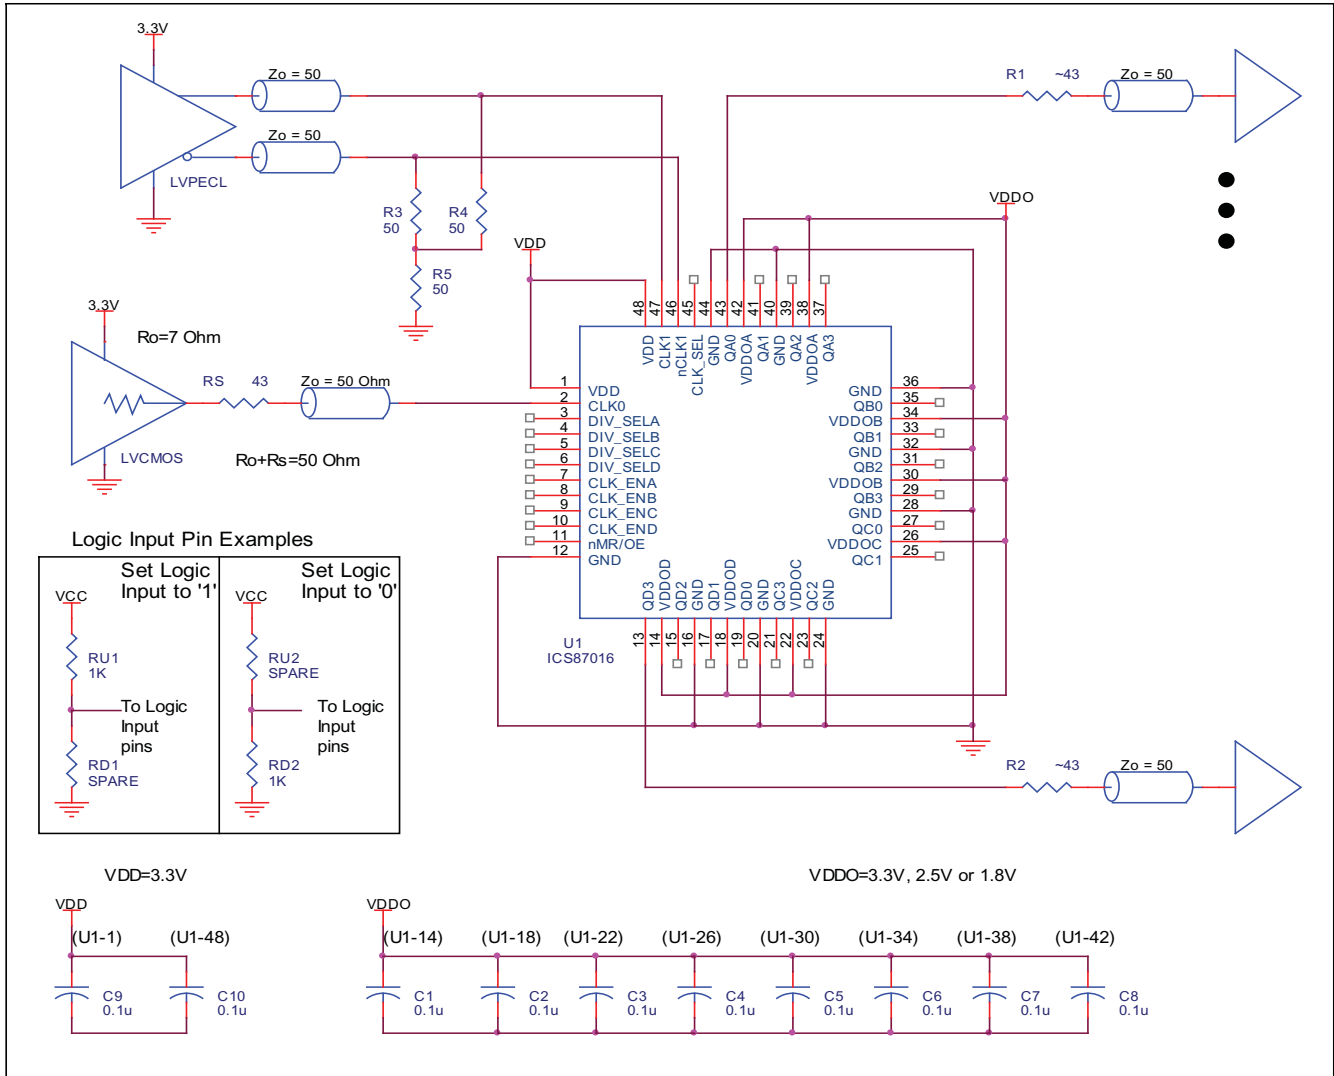 3.3V
Zo = 50
Zo = 50
LVPECL
R3
50
R4
50
R5
50
VDD
R1 ~43
Zo = 50
VDDO
3.3V
Ro=7 Ohm
RS 43
Zo = 50 Ohm
LVCMOS
Ro+Rs=50 Ohm
48
47
46
45
44
43
42
41
40
39
38
37
VDD
CLK1
nCLK1
CLK_SEL
GND
QA0
VDDOA
QA1
GND
QA2
VDDOA
QA3
1 VDD
2 CLK0
3 DIV_SELA
4 DIV_SELB
5 DIV_SELC
6 DIV_SELD
7 CLK_ENA
8 CLK_ENB
9 CLK_ENC
10 CLK_END
11 nMR/OE
12 GND
GND 36
QB0 35
VDDOB 34
QB1 33
GND 32
QB2 31
VDDOB 30
QB3 29
GND 28
QC0 27
VDDOC 26
QC1 25
QD3
VDDOD
QD2
GND
QD1
VDDOD
QD0
GND
QC3
VDDOC
QC2
GND
13
14
15
16
17
18
19
20
21
22
23
24
U1
ICS87016
Logic Input Pin Examples
Set Logic
Input to '1'
VCC
RU1
1K
To Logic
Input
pins
RD1
SPARE
Set Logic
Input to '0'
VCC
RU2
SPARE
To Logic
Input
pins
RD2
1K
R2 ~43
Zo = 50
VDD=3.3V
VDDO=3.3V, 2.5V or 1.8V
VDD
(U1-1) (U1-48)
C9
0.1u
C10
0.1u
VDDO
(U1-14) (U1-18) (U1-22) (U1-26) (U1-30) (U1-34) (U1-38) (U1-42)
C1
0.1u
C2
0.1u
C3
0.1u
C4
0.1u
C5
0.1u
C6
0.1u
C7
0.1u
C8
0.1u